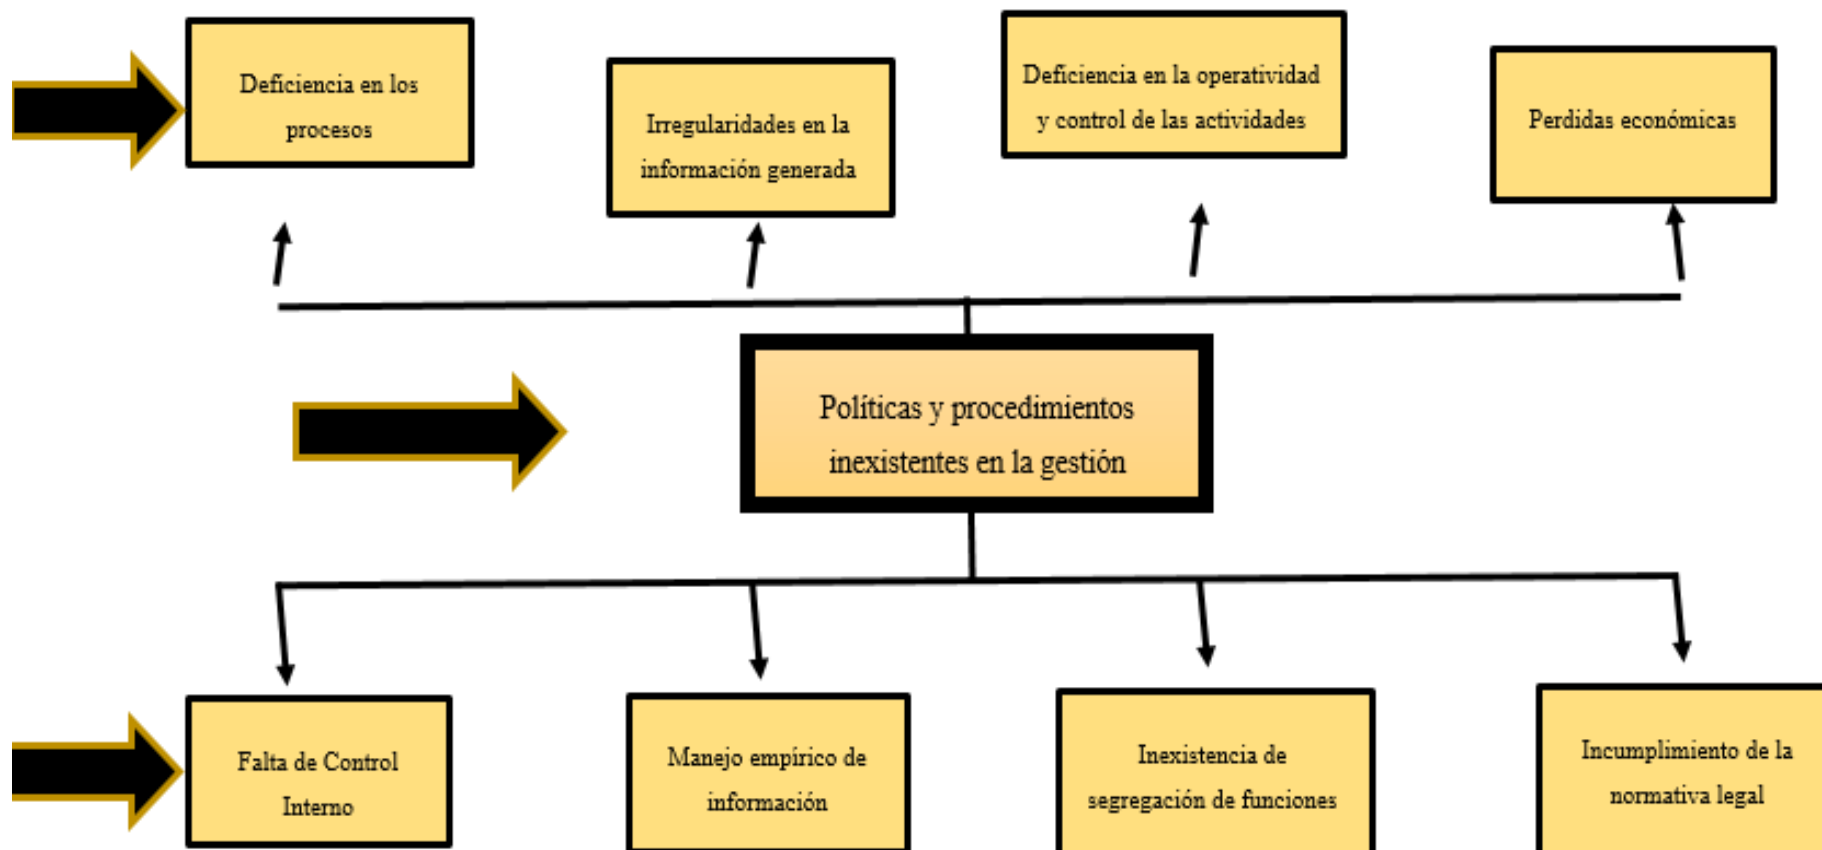 Deficiencia en los
procesos
Irregularidades en la
información generada
Deficiencia en la operatividad
y control de las actividades
Perdidas económicas
Políticas y procedimientos
inexistentes en la gestión
Falta de Control
Interno
Manejo empírico de
información
Inexistencia de
segregación de funciones
Incumplimiento de la
normativa legal